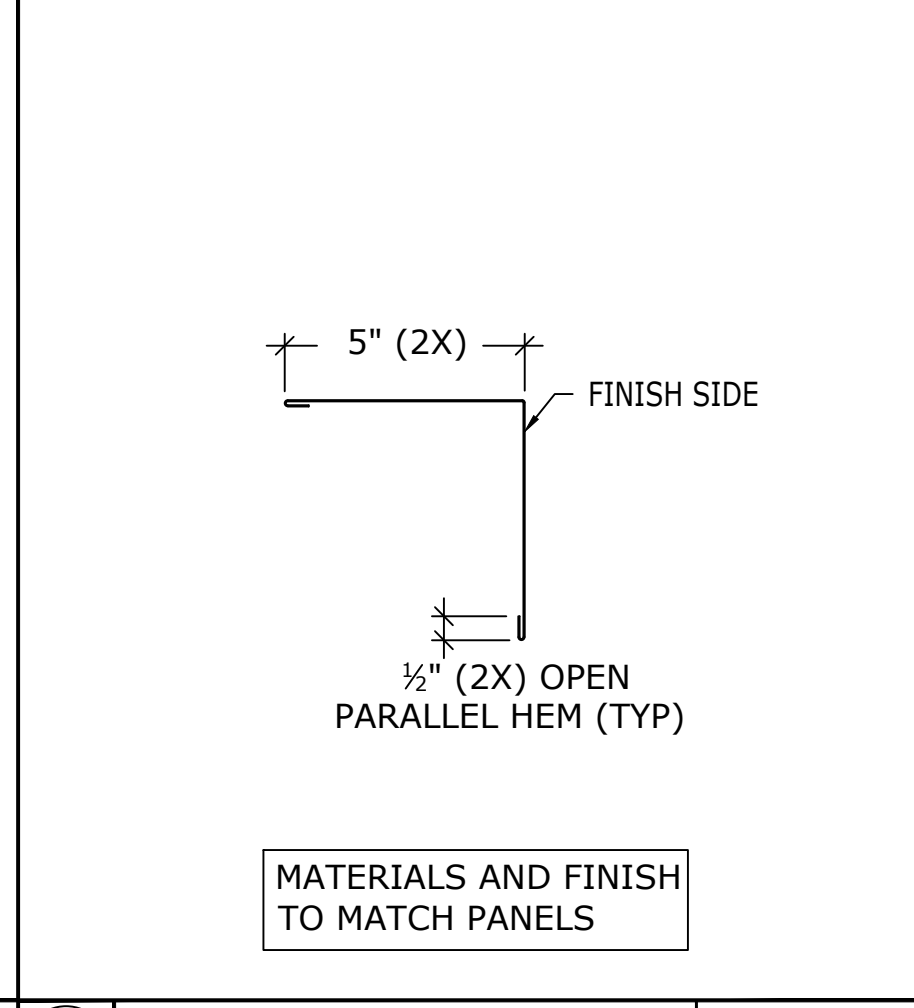 5" (2X)
FINISH SIDE
½" (2X) OPEN
PARALLEL HEM (TYP)
MATERIALS AND FINISH
TO MATCH PANELS